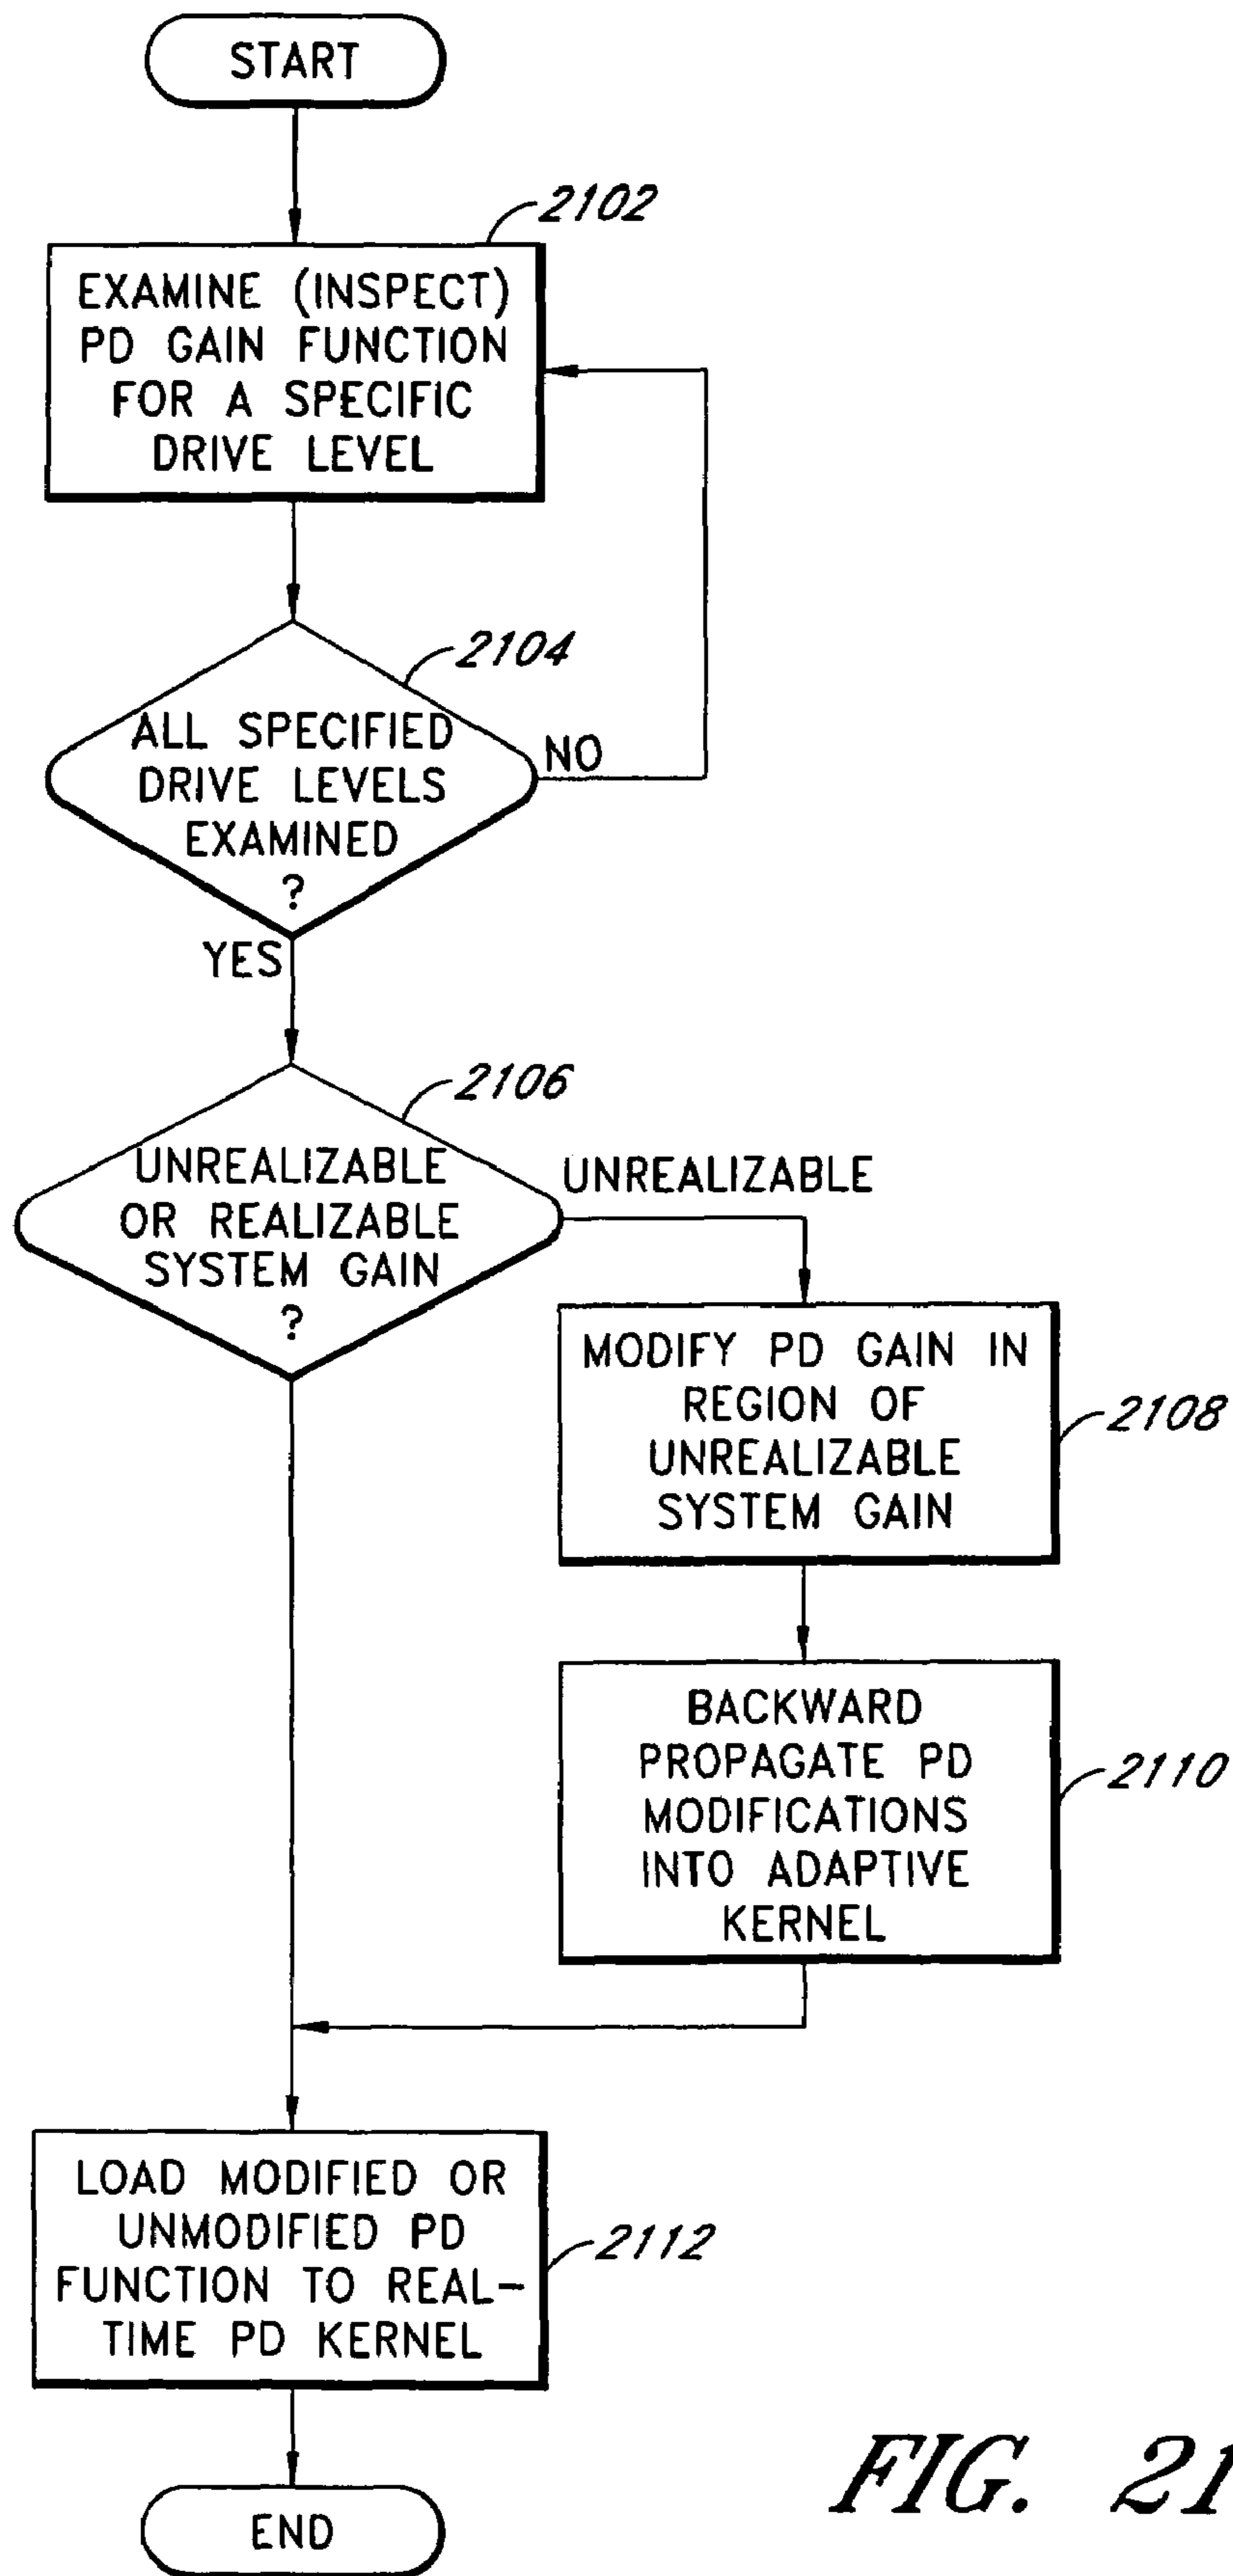 START
2102
EXAMINE (INSPECT)
PD GAIN FUNCTION
FOR A SPECIFIC
DRIVE LEVEL
2104
ALL SPECIFIED
DRIVE LEVELS
EXAMINED
?
NO
YES
2106
UNREALIZABLE
OR REALIZABLE
SYSTEM GAIN
?
UNREALIZABLE
MODIFY PD GAIN IN
REGION OF
UNREALIZABLE
SYSTEM GAIN
2108
BACKWARD
PROPAGATE PD
MODIFICATIONS
INTO ADAPTIVE
KERNEL
2110
LOAD MODIFIED OR
UNMODIFIED PD
FUNCTION TO REAL-
TIME PD KERNEL
2112
END
FIG. 21